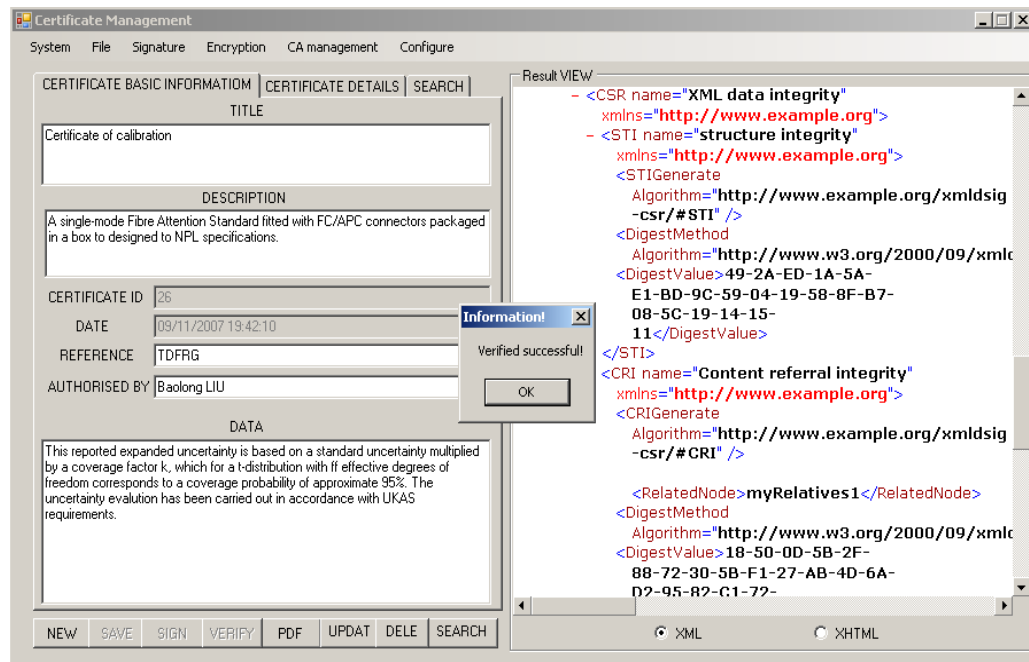 Certificate Management
System File Signature Encryption CA management Configure
CERTIFICATE BASIC INFORMATIOM
CERTIFICATE DETAILS
SEARCH
TITLE
Certificate of calibration
DESCRIPTION
A single-mode Fibre Attention Standard fitted with FC/APC connectors packaged
in a box to designed to NPL specifications.
CERTIFICATE ID 26
DATE 09/11/2007 19:42:10
REFERENCE TDFRG
AUTHORISED BY Baolong LIU
DATA
This reported expanded uncertainty is based on a standard uncertainty multiplied
by a coverage factor k, which for a t-distribution with ff effective degrees of
freedom corresponds to a coverage probability of approximate 95%. The
uncertainty evalution has been carried out in accordance with UKAS
requirements.
NEW SAVE SIGN VERIFY PDF UPDAT DELE SEARCH
Information!
Verified successful!
OK
Result VIEW
- <CSR name="XML data integrity"
xmlns="http://www.example.org">
- <STI name="structure integrity"
xmlns="http://www.example.org">
<STIGenerate
Algorithm="http://www.example.org/xmldsig
-csr/#STI" />
<DigestMethod
Algorithm="http://www.w3.org/2000/09/xmld
<DigestValue>49-2A-ED-1A-5A-
E1-BD-9C-59-04-19-58-8F-B7-
08-5C-19-14-15-
11</DigestValue>
</STI>
<CRI name="Content referral integrity"
xmlns="http://www.example.org">
<CRIGenerate
Algorithm="http://www.example.org/xmldsig
-csr/#CRI" />
<RelatedNode>myRelatives1</RelatedNode>
<DigestMethod
Algorithm="http://www.w3.org/2000/09/xmld
<DigestValue>18-50-0D-5B-2F-
88-72-30-5B-F1-27-AB-4D-6A-
D2-95-82-C1-72-
XML
XHTML